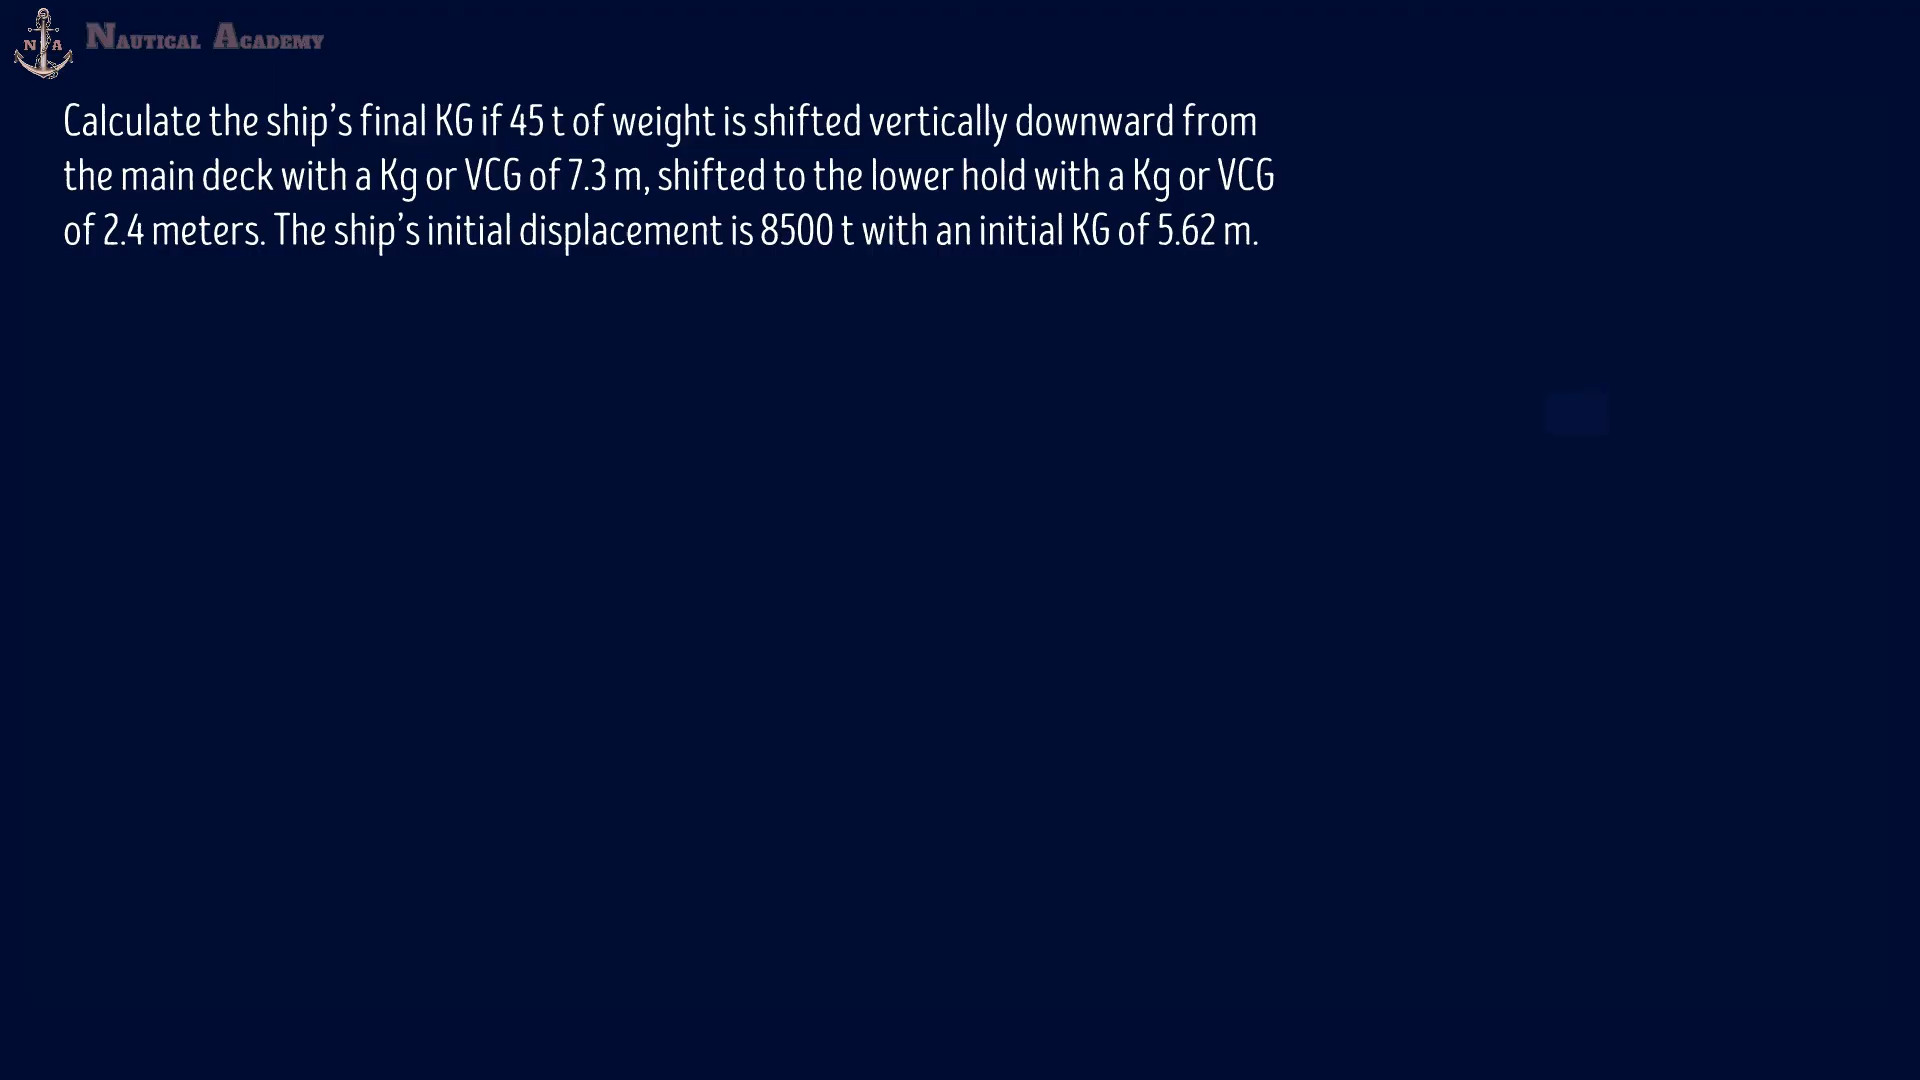 N A
Nautical Academy
Calculate the ship’s final KG if 45 t of weight is shifted vertically downward from
the main deck with a Kg or VCG of 7.3 m, shifted to the lower hold with a Kg or VCG
of 2.4 meters. The ship’s initial displacement is 8500 t with an initial KG of 5.62 m.